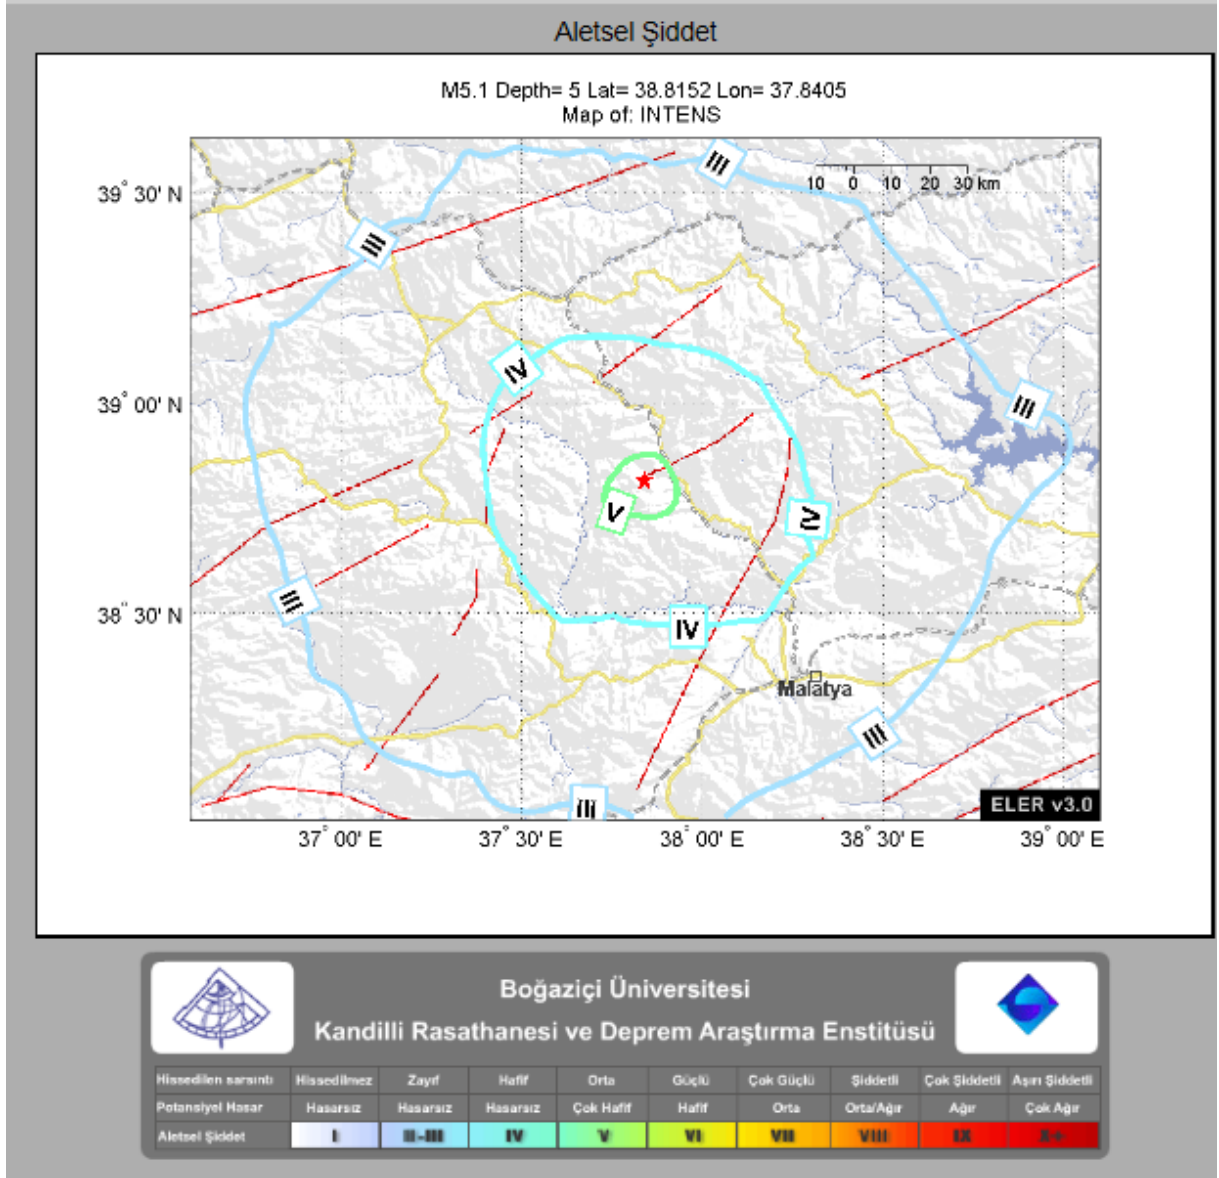 Aletsel Şiddet
M5.1 Depth= 5 Lat= 38.8152 Lon= 37.8405
Map of: INTENS
III
10 0 10 20 30 km
39° 30' N
III
IV
39° 00' N
III
V
IV
III
38° 30' N
IV
Malatya
III
III
ELER v3.0
37° 00' E 37° 30' E 38° 00' E 38° 30' E 39° 00' E
Boğaziçi Üniversitesi
Kandilli Rasathanesi ve Deprem Araştırma Enstitüsü
Hissedilen sarsıntı Hissedilmez Zayıf Hafif Orta Güçlü Çok Güçlü Şiddetli Çok Şiddetli Aşırı Şiddetli
Potansiyel Hasar Hasarsız Hasarsız Hasarsız Çok Hafif Hafif Orta Orta/Ağır Ağır Çok Ağır
Aletsel Şiddet I II-III IV V VI VII VIII IX X+